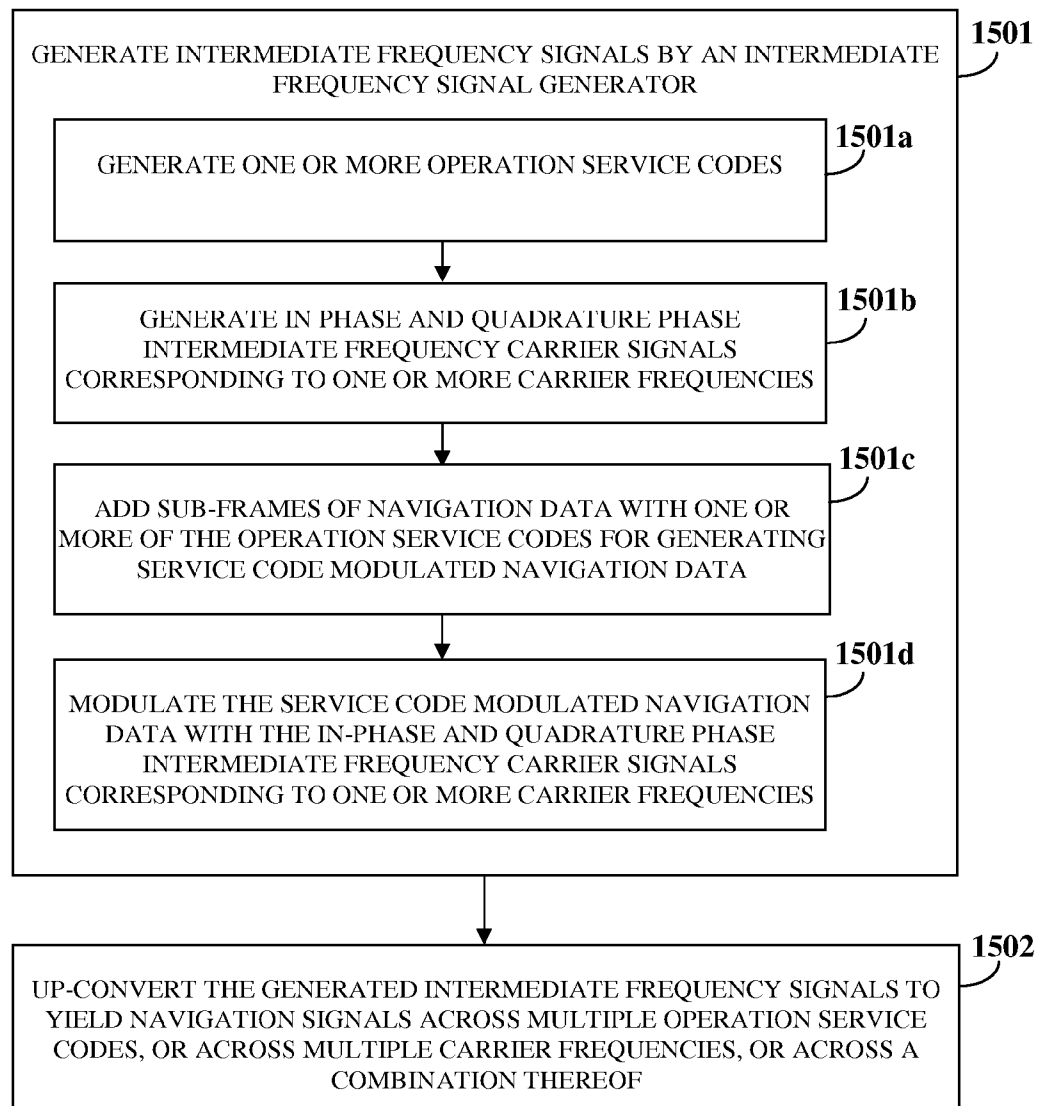 1501
GENERATE INTERMEDIATE FREQUENCY SIGNALS BY AN INTERMEDIATE
FREQUENCY SIGNAL GENERATOR
1501a
GENERATE ONE OR MORE OPERATION SERVICE CODES
1501b
GENERATE IN PHASE AND QUADRATURE PHASE
INTERMEDIATE FREQUENCY CARRIER SIGNALS
CORRESPONDING TO ONE OR MORE CARRIER FREQUENCIES
1501c
ADD SUB-FRAMES OF NAVIGATION DATA WITH ONE OR
MORE OF THE OPERATION SERVICE CODES FOR GENERATING
SERVICE CODE MODULATED NAVIGATION DATA
1501d
MODULATE THE SERVICE CODE MODULATED NAVIGATION
DATA WITH THE IN-PHASE AND QUADRATURE PHASE
INTERMEDIATE FREQUENCY CARRIER SIGNALS
CORRESPONDING TO ONE OR MORE CARRIER FREQUENCIES
1502
UP-CONVERT THE GENERATED INTERMEDIATE FREQUENCY SIGNALS TO
YIELD NAVIGATION SIGNALS ACROSS MULTIPLE OPERATION SERVICE
CODES, OR ACROSS MULTIPLE CARRIER FREQUENCIES, OR ACROSS A
COMBINATION THEREOF